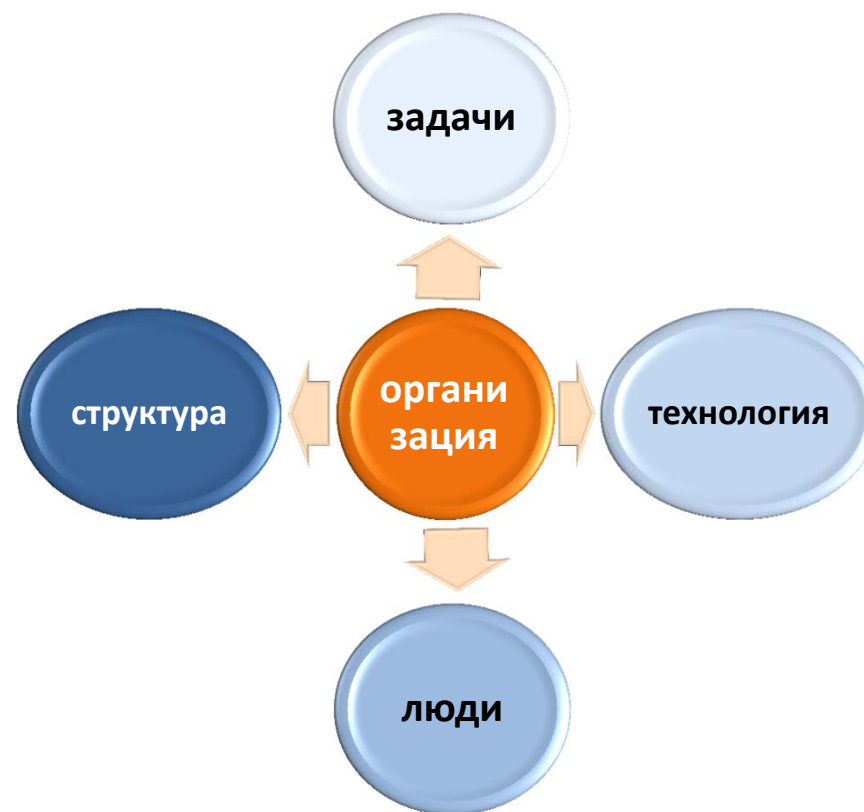 задачи
структура
органи
зация
технология
люди